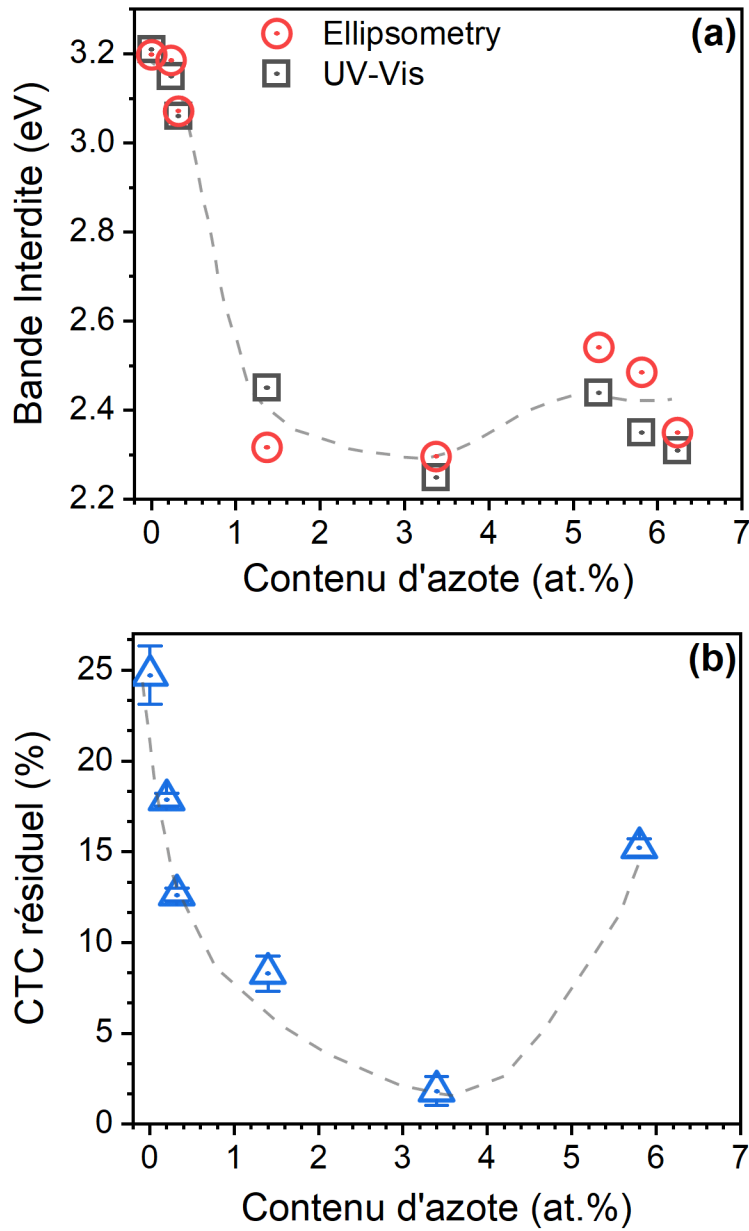 (a)
Ellipsometry
UV-Vis
Bande Interdite (eV)
3.2
3.0
2.8
2.6
2.4
2.2
0 1 2 3 4 5 6 7
Contenu d'azote (at.%)
(b)
CTC résiduel (%)
25
20
15
10
5
0
0 1 2 3 4 5 6 7
Contenu d'azote (at.%)